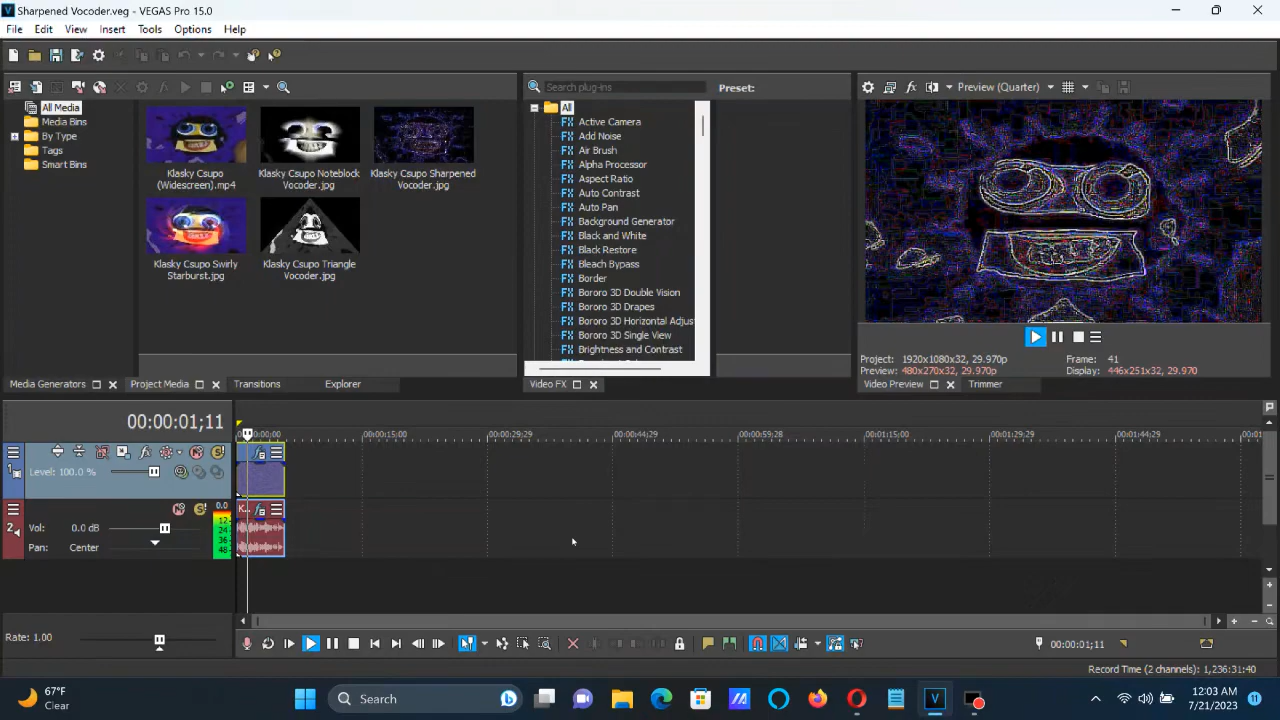 Sharpened Vocoder.veg - VEGAS Pro 15.0
File Edit View Insert Tools Options Help
Search plug-ins
Preset:
Preview (Quarter)
All Media
Media Bins
By Type
Tags
Smart Bins
Klasky Csupo (Widescreen).mp4
Klasky Csupo Noteblock Vocoder.jpg
Klasky Csupo Sharpened Vocoder.jpg
Klasky Csupo Swirly Starburst.jpg
Klasky Csupo Triangle Vocoder.jpg
All
Active Camera
Add Noise
Air Brush
Alpha Processor
Aspect Ratio
Auto Contrast
Auto Pan
Background Generator
Black and White
Black Restore
Bleach Bypass
Border
Bororo 3D Double Vision
Bororo 3D Drapes
Bororo 3D Horizontal Adjus
Bororo 3D Single View
Brightness and Contrast
Project: 1920x1080x32, 29.970p
Frame: 41
Preview: 480x270x32, 29.970p
Display: 446x251x32, 29.970
Media Generators
Project Media
Transitions
Explorer
Video FX
Video Preview
Trimmer
00:00:01;11
00:00:15;00
00:00:29;29
00:00:44;29
00:00:59;28
00:01:15;00
00:01:29;29
00:01:44;29
1
Level: 100.0 %
2
Vol: 0.0 dB
Pan: Center
0.0
12
24
36
48
K...
Rate: 1.00
00:00:01;11
Record Time (2 channels): 1,236:31:40
67°F
Clear
Search
12:03 AM
7/21/2023